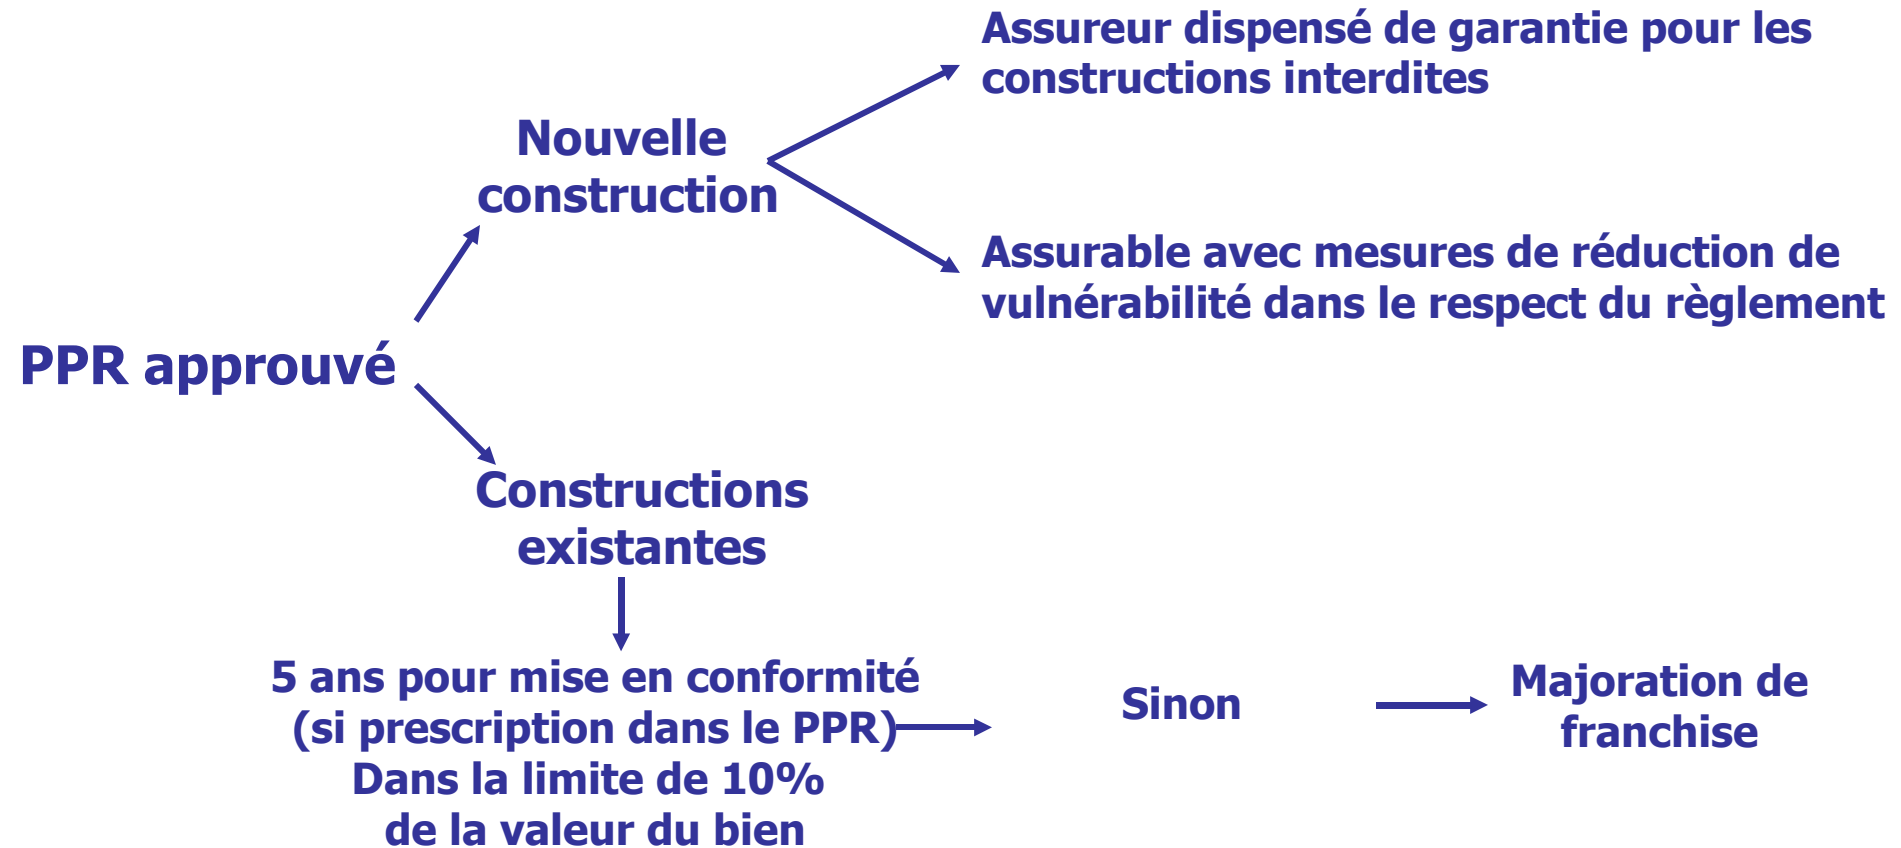 Assureur dispensé de garantie pour les
constructions interdites
Nouvelle
construction
Assurable avec mesures de réduction de
vulnérabilité dans le respect du règlement
PPR approuvé
Constructions
existantes
5 ans pour mise en conformité
(si prescription dans le PPR)
Dans la limite de 10%
de la valeur du bien
Sinon
Majoration de
franchise